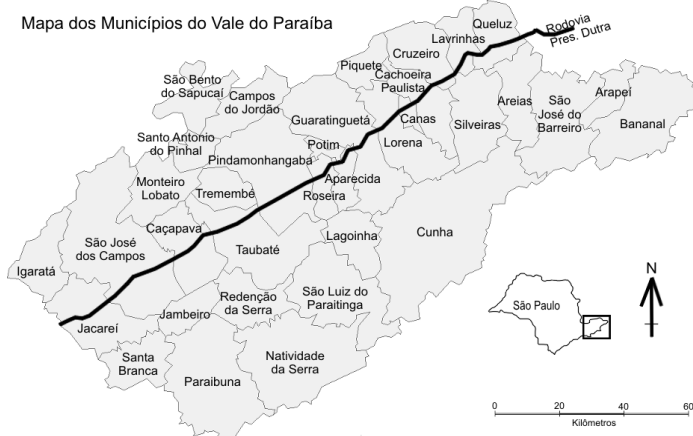 Mapa dos Municípios do Vale do Paraíba
Queluz
Rodovia
Pres. Dutra
Lavrinhas
Cruzeiro
Piquete
Cachoeira
Paulista
São Bento
do Sapucaí
Campos
do Jordão
Areias
São
José do
Barreiro
Arapeí
Bananal
Guaratinguetá
Canas
Silveiras
Santo Antonio
do Pinhal
Potim
Lorena
Pindamonhangaba
Aparecida
Monteiro
Lobato
Tremembé
Roseira
Caçapava
Lagoinha
Cunha
São José
dos Campos
Taubaté
Igaratá
Redenção
da Serra
São Luiz do
Paraitinga
Jambeiro
Jacareí
Santa
Branca
Natividade
da Serra
Paraibuna
São Paulo
N
0 20 40 60
Kilômetros